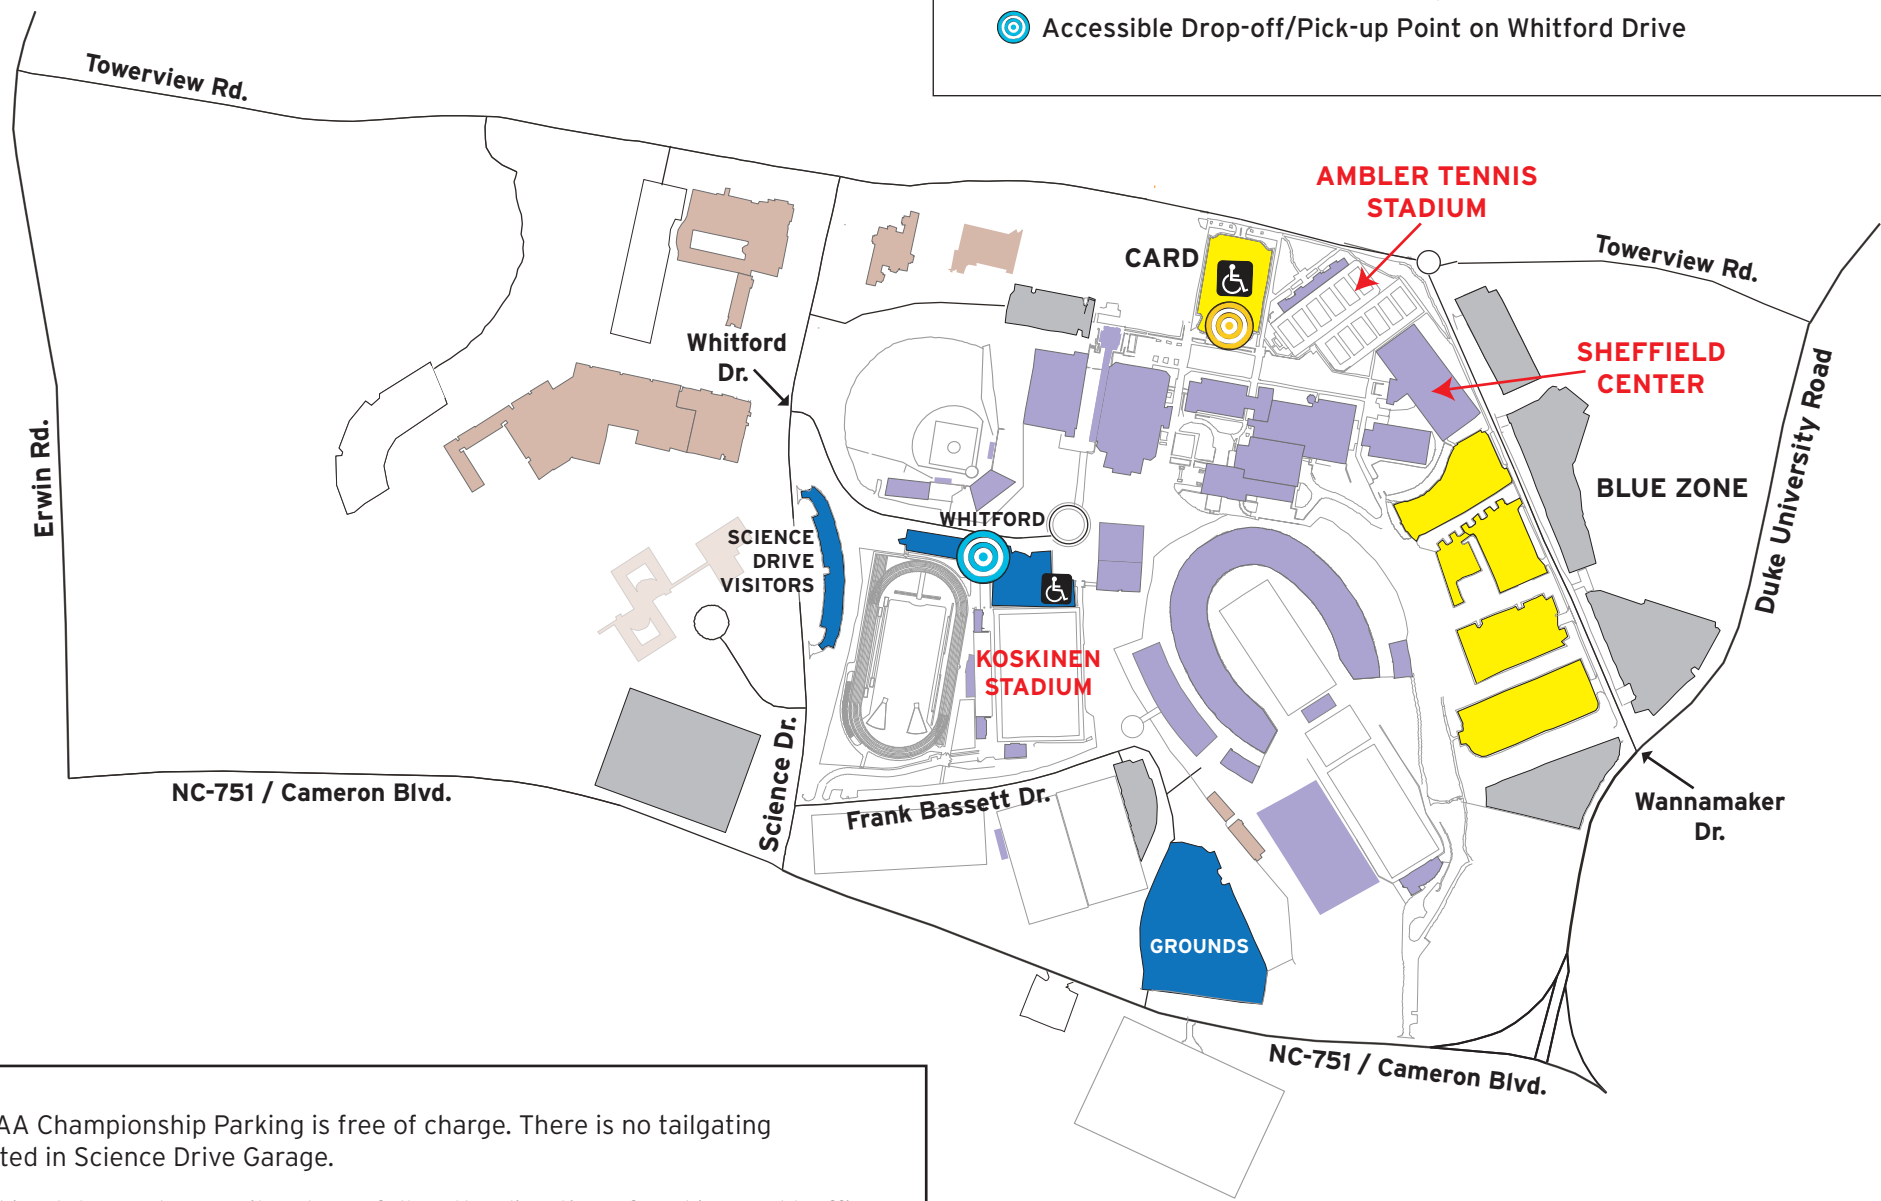 Accessible Drop-off/Pick-up Point on Whitford Drive
Towerview Rd.
AMBLER TENNIS
STADIUM
CARD
Towerview Rd.
Whitford
Dr.
SHEFFIELD
CENTER
Erwin Rd.
Duke University Road
BLUE ZONE
WHITFORD
SCIENCE
DRIVE
VISITORS
KOSKINEN
STADIUM
Science Dr.
NC-751 / Cameron Blvd.
Frank Bassett Dr.
Wannamaker
Dr.
GROUNDS
NC-751 / Cameron Blvd.
AA Championship Parking is free of charge. There is no tailgating
ted in Science Drive Garage.